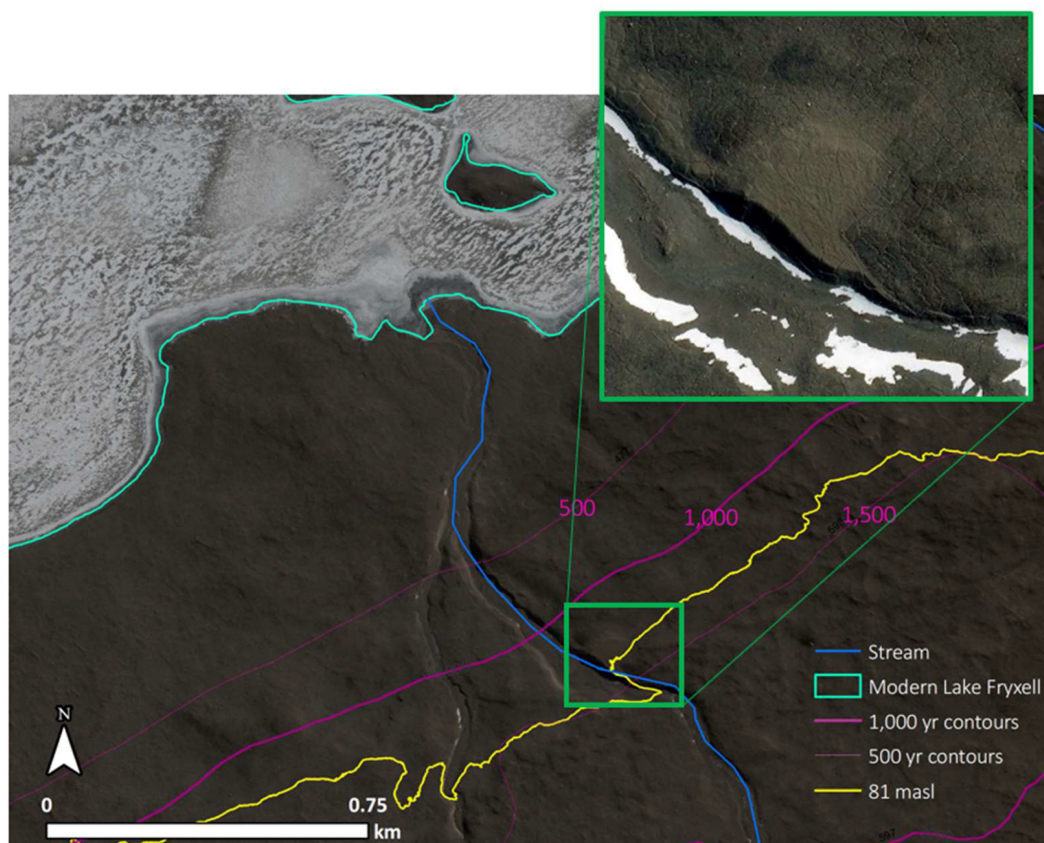 500
1,000
1,500
Stream
Modern Lake Fryxell
1,000 yr contours
500 yr contours
81 masl
N
0
0.75
km
597